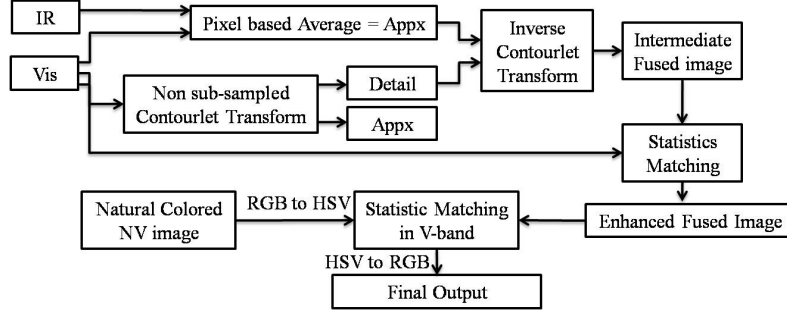 IR
Pixel based Average = Appx
Inverse
Contourlet
Transform
Intermediate
Fused image
Vis
Non sub-sampled
Contourlet Transform
Detail
Appx
Statistics
Matching
Natural Colored
NV image
RGB to HSV
Statistic Matching
in V-band
Enhanced Fused Image
HSV to RGB
Final Output